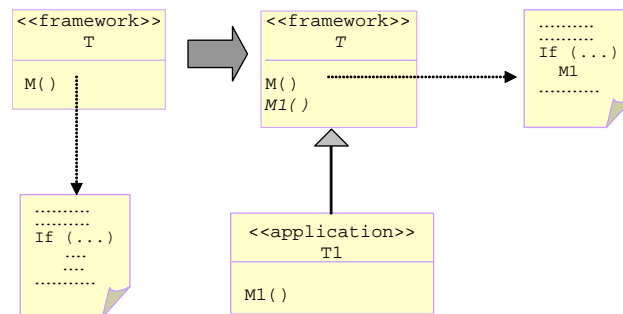 <<framework>>
T
M()
..........
..........
If (...)
....
....
...........
<<framework>>
T
M()
M1()
..........
..........
If (...)
M1
...........
<<application>>
T1
M1()